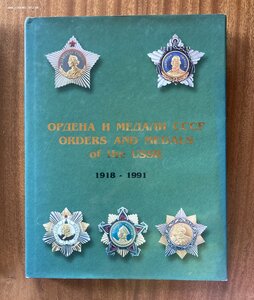 ОРДЕНА И МЕДАЛИ СССР
ORDERS AND MEDALS
of the USSR
1918 - 1991